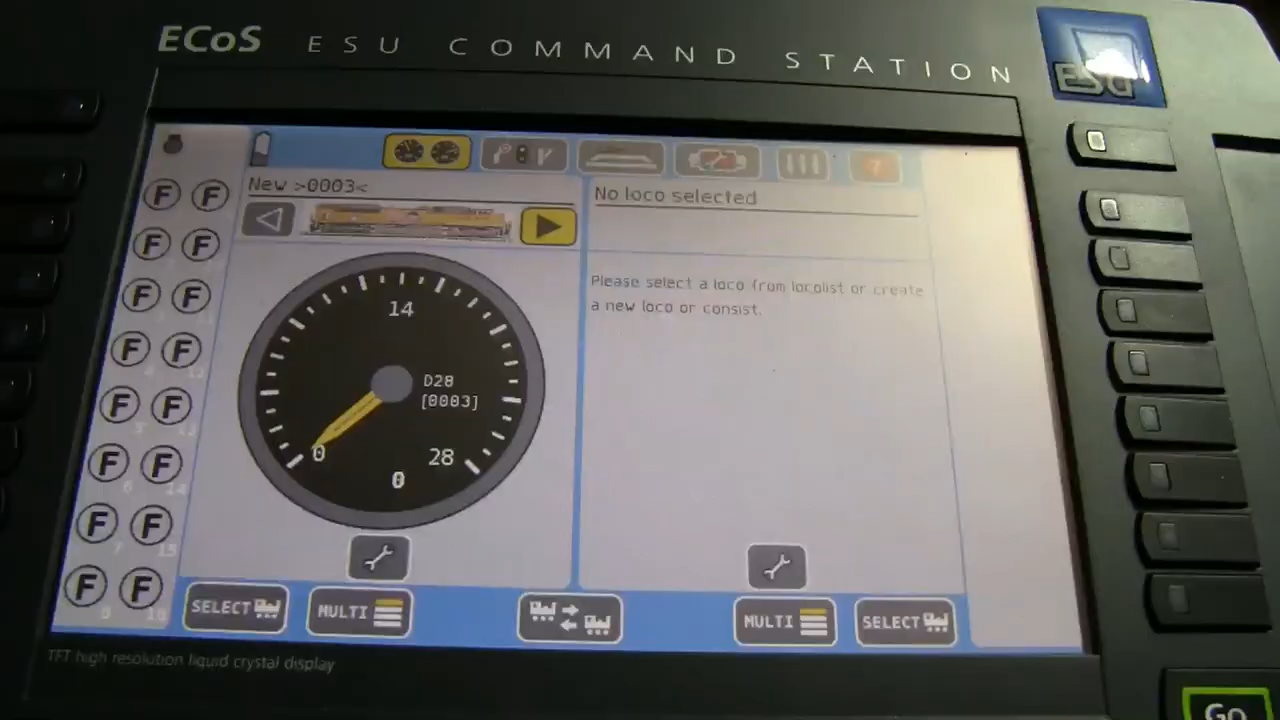 ECoS ESU COMMAND STATION
ESU
New >0003<
No loco selected
Please select a loco from locolist or create
a new loco or consist.
14
D28
[0003]
0
28
0
F F
F F
F F
F F
F F
F F
F F
F F
SELECT
MULTI
MULTI
SELECT
TFT high resolution liquid crystal display
Go